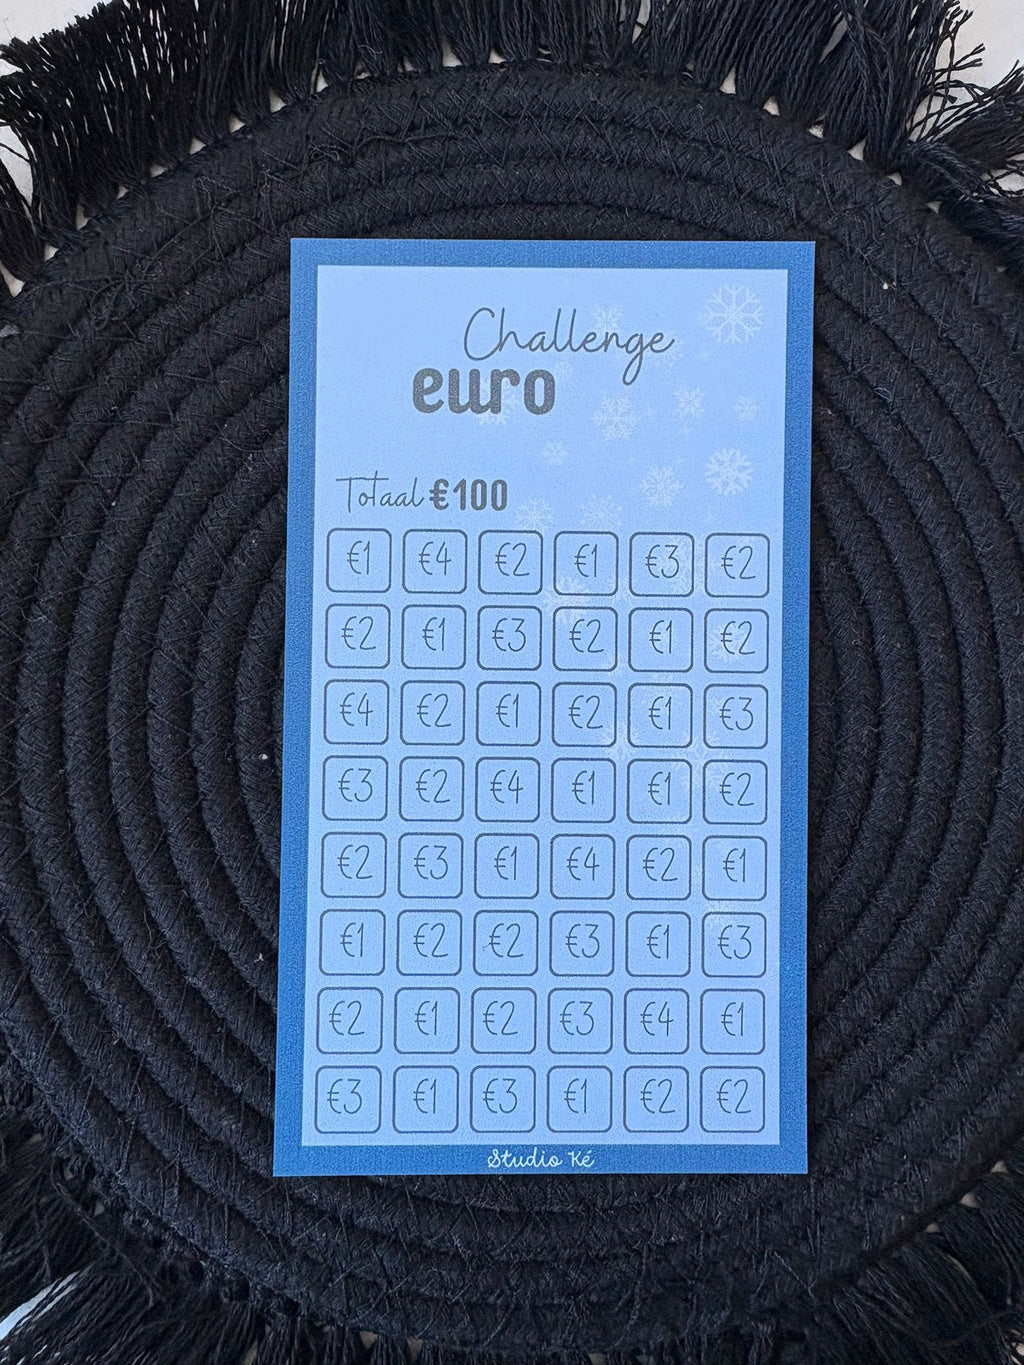 Challenge
euro
Totaal €100
€1 €4 €2 €1 €3 €2
€2 €1 €3 €2 €1 €2
€4 €2 €1 €2 €1 €3
€3 €2 €4 €1 €1 €2
€2 €3 €1 €4 €2 €1
€1 €2 €2 €3 €1 €3
€2 €1 €2 €3 €4 €1
€3 €1 €3 €1 €2 €2
Studio Ké